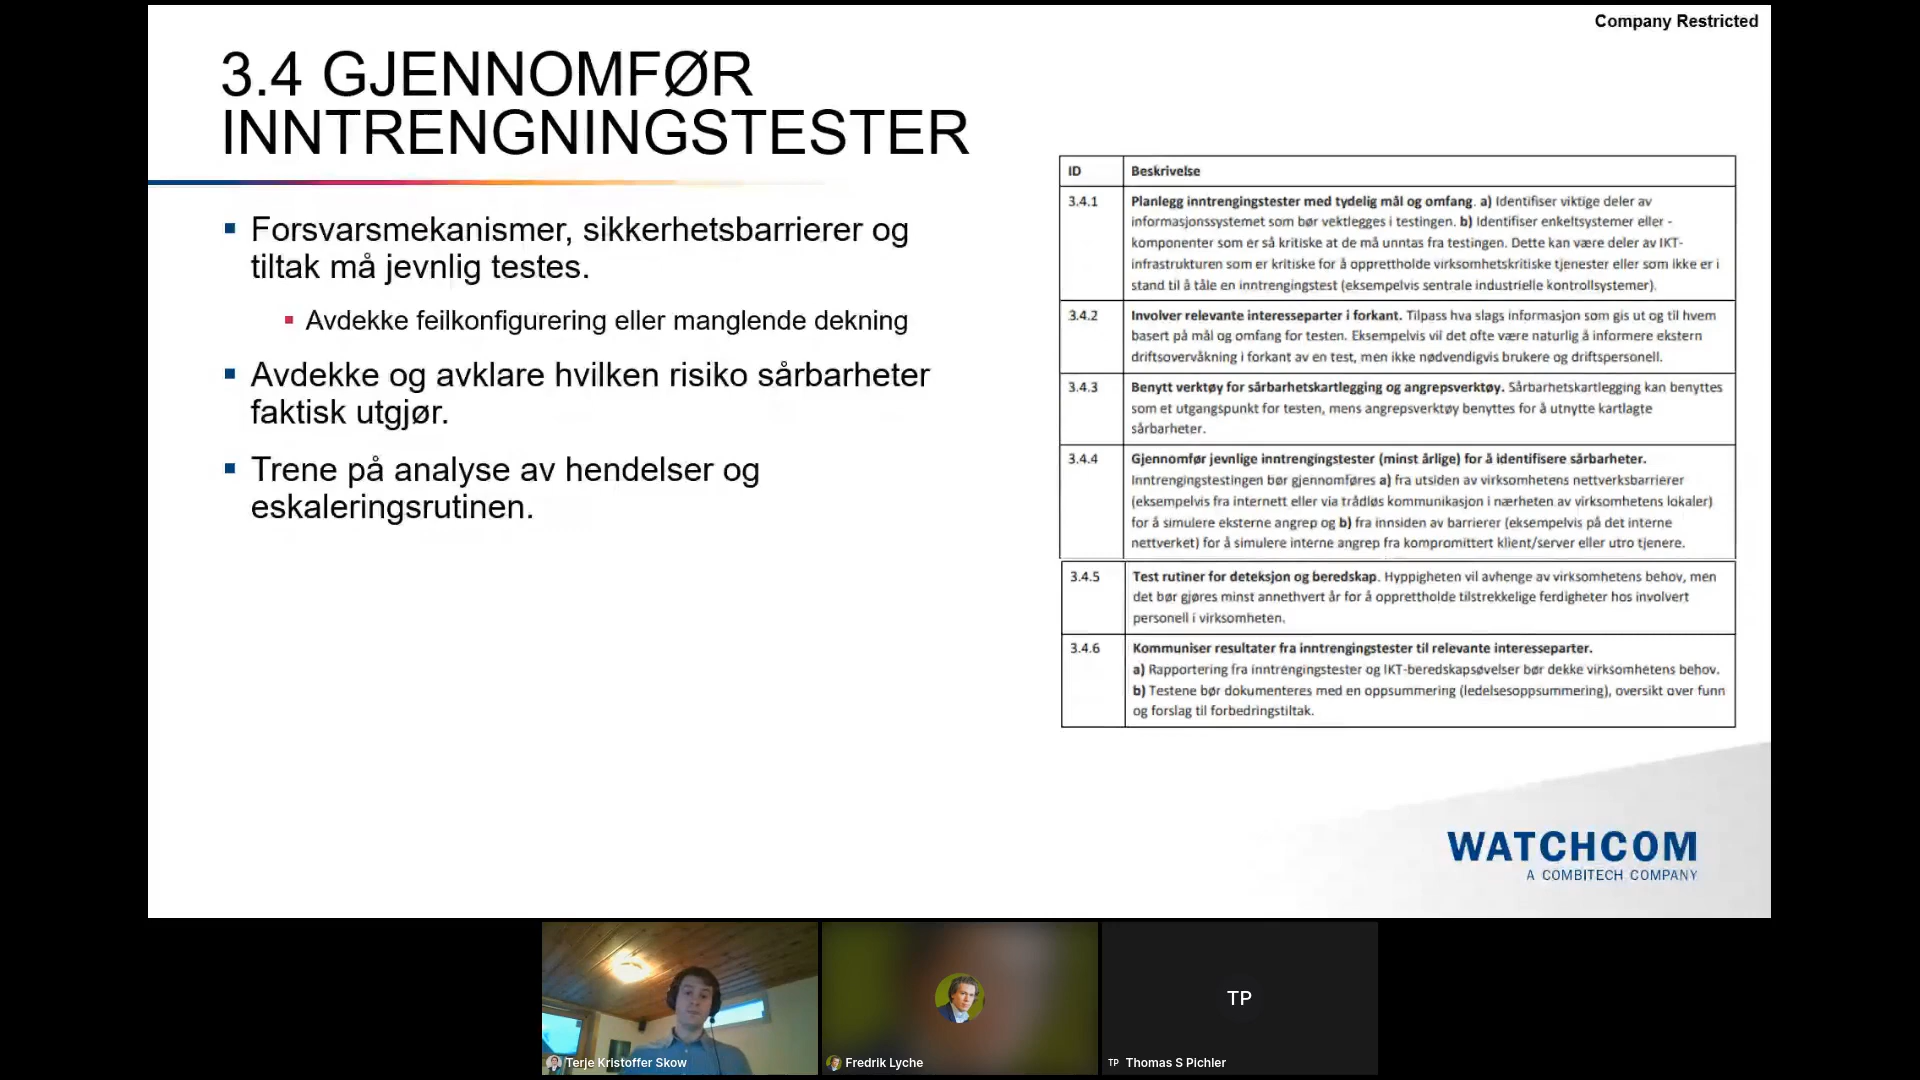 Company Restricted
3.4 GJENNOMFØR
INNTRENGNINGSTESTER
Forsvarsmekanismer, sikkerhetsbarrierer og
tiltak må jevnlig testes.
Avdekke feilkonfigurering eller manglende dekning
Avdekke og avklare hvilken risiko sårbarheter
faktisk utgjør.
Trene på analyse av hendelser og
eskaleringsrutinen.
ID Beskrivelse
3.4.1 Planlegg inntrengingstester med tydelig mål og omfang. a) Identifiser viktige deler av
informasjonssystemet som bør vektlegges i testingen. b) Identifiser enkeltsystemer eller -
komponenter som er så kritiske at de må unntas fra testingen. Dette kan være deler av IKT-
infrastrukturen som er kritiske for å opprettholde virksomhetskritiske tjenester eller som ikke er i
stand til å tåle en inntrengingstest (eksempelvis sentrale industrielle kontrollsystemer).
3.4.2 Involver relevante interesseparter i forkant. Tilpass hva slags informasjon som gis ut og til hvem
basert på mål og omfang for testen. Eksempelvis vil det ofte være naturlig å informere ekstern
driftsovervåkning i forkant av en test, men ikke nødvendigvis brukere og driftspersonell.
3.4.3 Benytt verktøy for sårbarhetskartlegging og angrepsverktøy. Sårbarhetskartlegging kan benyttes
som et utgangspunkt for testen, mens angrepsverktøy benyttes for å utnytte kartlagte
sårbarheter.
3.4.4 Gjennomfør jevnlige inntrengingstester (minst årlige) for å identifisere sårbarheter.
Inntrengingstestingen bør gjennomføres a) fra utsiden av virksomhetens nettverksbarrierer
(eksempelvis fra internett eller via trådløs kommunikasjon i nærheten av virksomhetens lokaler)
for å simulere eksterne angrep og b) fra innsiden av barrierer (eksempelvis på det interne
nettverket) for å simulere interne angrep fra kompromittert klient/server eller utro tjenere.
3.4.5 Test rutiner for deteksjon og beredskap. Hyppigheten vil avhenge av virksomhetens behov, men
det bør gjøres minst annethvert år for å opprettholde tilstrekkelige ferdigheter hos involvert
personell i virksomheten.
3.4.6 Kommuniser resultater fra inntrengingstester til relevante interesseparter.
a) Rapportering fra inntrengingstester og IKT-beredskapsøvelser bør dekke virksomhetens behov.
b) Testene bør dokumenteres med en oppsummering (ledelsesoppsummering), oversikt over funn
og forslag til forbedringstiltak.
WATCHCOM
A COMBITECH COMPANY
TP
Terje Kristoffer Skow
Fredrik Lyche
TP Thomas S Pichler